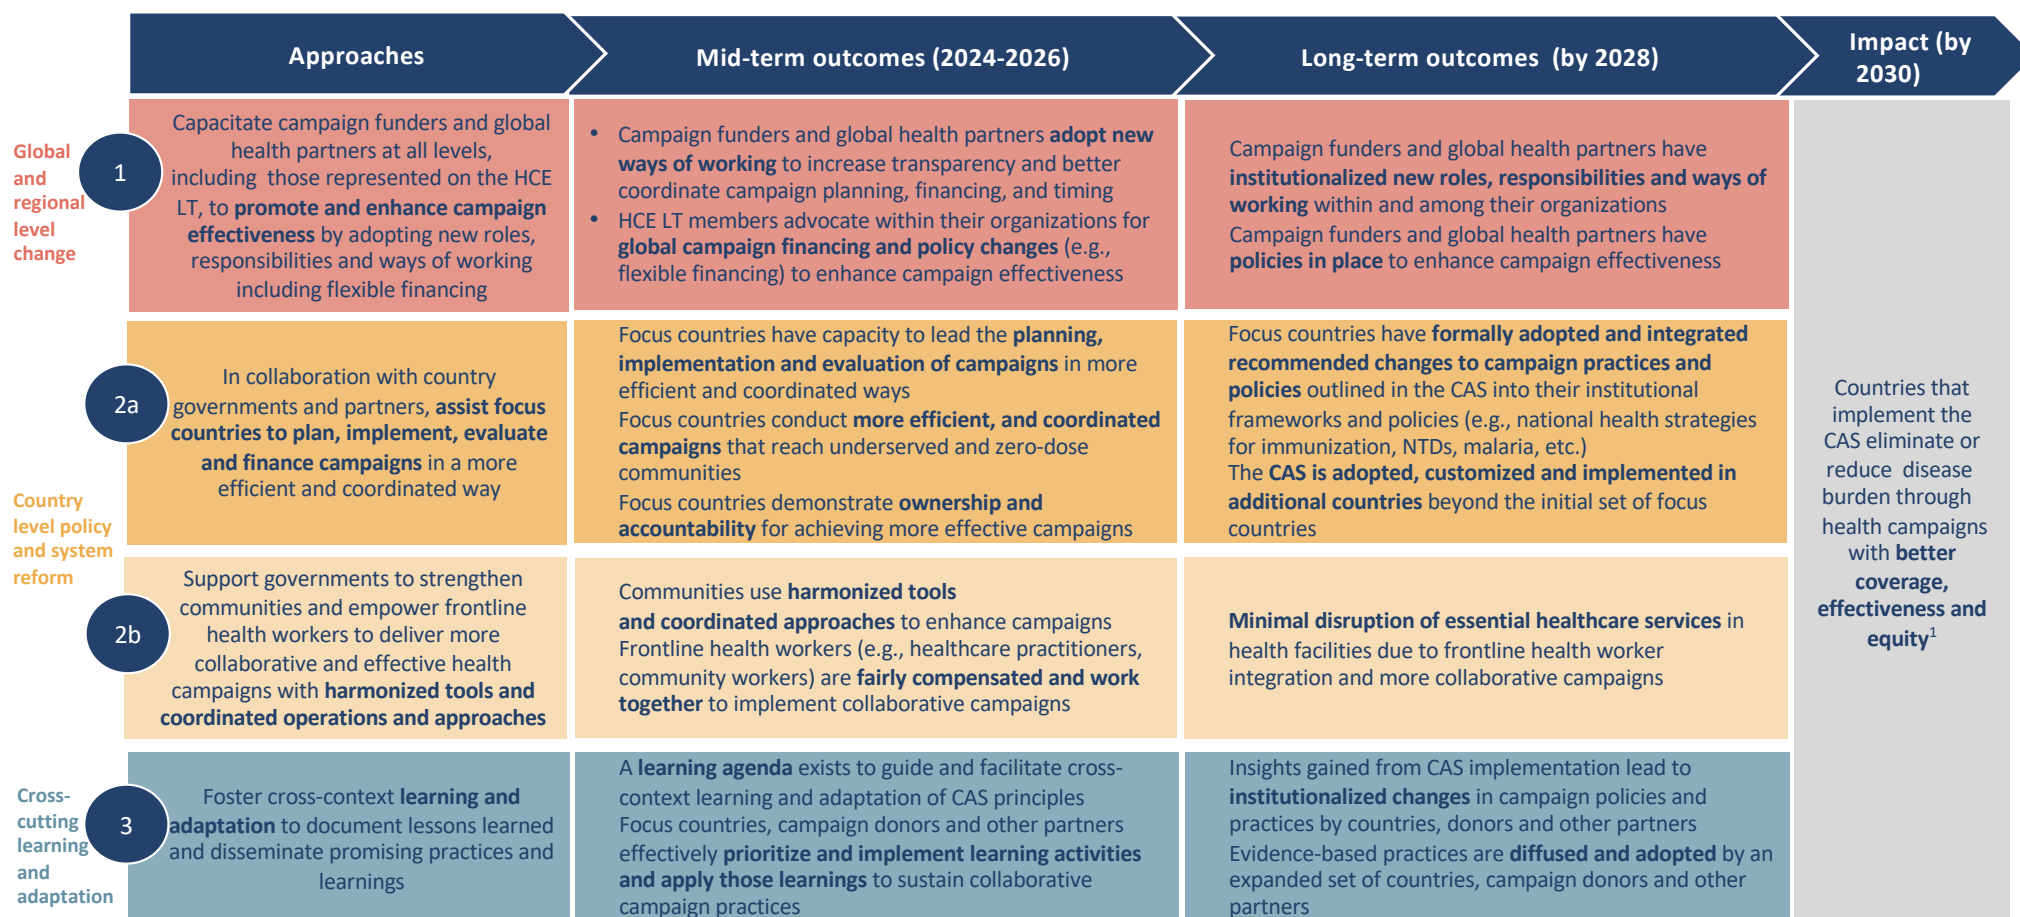 Approaches
Mid-term outcomes (2024-2026)
Long-term outcomes (by 2028)
Impact (by
2030)
Global
and
regional
level
change
1
Capacitate campaign funders and global
health partners at all levels,
including those represented on the HCE
LT, to promote and enhance campaign
effectiveness by adopting new roles,
responsibilities and ways of working
including flexible financing
• Campaign funders and global health partners adopt new
ways of working to increase transparency and better
coordinate campaign planning, financing, and timing
• HCE LT members advocate within their organizations for
global campaign financing and policy changes (e.g.,
flexible financing) to enhance campaign effectiveness
Campaign funders and global health partners have
institutionalized new roles, responsibilities and ways of
working within and among their organizations
Campaign funders and global health partners have
policies in place to enhance campaign effectiveness
Country
level policy
and system
reform
2a
In collaboration with country
governments and partners, assist focus
countries to plan, implement, evaluate
and finance campaigns in a more
efficient and coordinated way
Focus countries have capacity to lead the planning,
implementation and evaluation of campaigns in more
efficient and coordinated ways
Focus countries conduct more efficient, and coordinated
campaigns that reach underserved and zero-dose
communities
Focus countries demonstrate ownership and
accountability for achieving more effective campaigns
Focus countries have formally adopted and integrated
recommended changes to campaign practices and
policies outlined in the CAS into their institutional
frameworks and policies (e.g., national health strategies
for immunization, NTDs, malaria, etc.)
The CAS is adopted, customized and implemented in
additional countries beyond the initial set of focus
countries
2b
Support governments to strengthen
communities and empower frontline
health workers to deliver more
collaborative and effective health
campaigns with harmonized tools and
coordinated operations and approaches
Communities use harmonized tools
and coordinated approaches to enhance campaigns
Frontline health workers (e.g., healthcare practitioners,
community workers) are fairly compensated and work
together to implement collaborative campaigns
Minimal disruption of essential healthcare services in
health facilities due to frontline health worker
integration and more collaborative campaigns
Cross-
cutting
learning
and
adaptation
3
Foster cross-context learning and
adaptation to document lessons learned
and disseminate promising practices and
learnings
A learning agenda exists to guide and facilitate cross-
context learning and adaptation of CAS principles
Focus countries, campaign donors and other partners
effectively prioritize and implement learning activities
and apply those learnings to sustain collaborative
campaign practices
Insights gained from CAS implementation lead to
institutionalized changes in campaign policies and
practices by countries, donors and other partners
Evidence-based practices are diffused and adopted by an
expanded set of countries, campaign donors and other
partners
Countries that
implement the
CAS eliminate or
reduce disease
burden through
health campaigns
with better
coverage,
effectiveness and
equity1